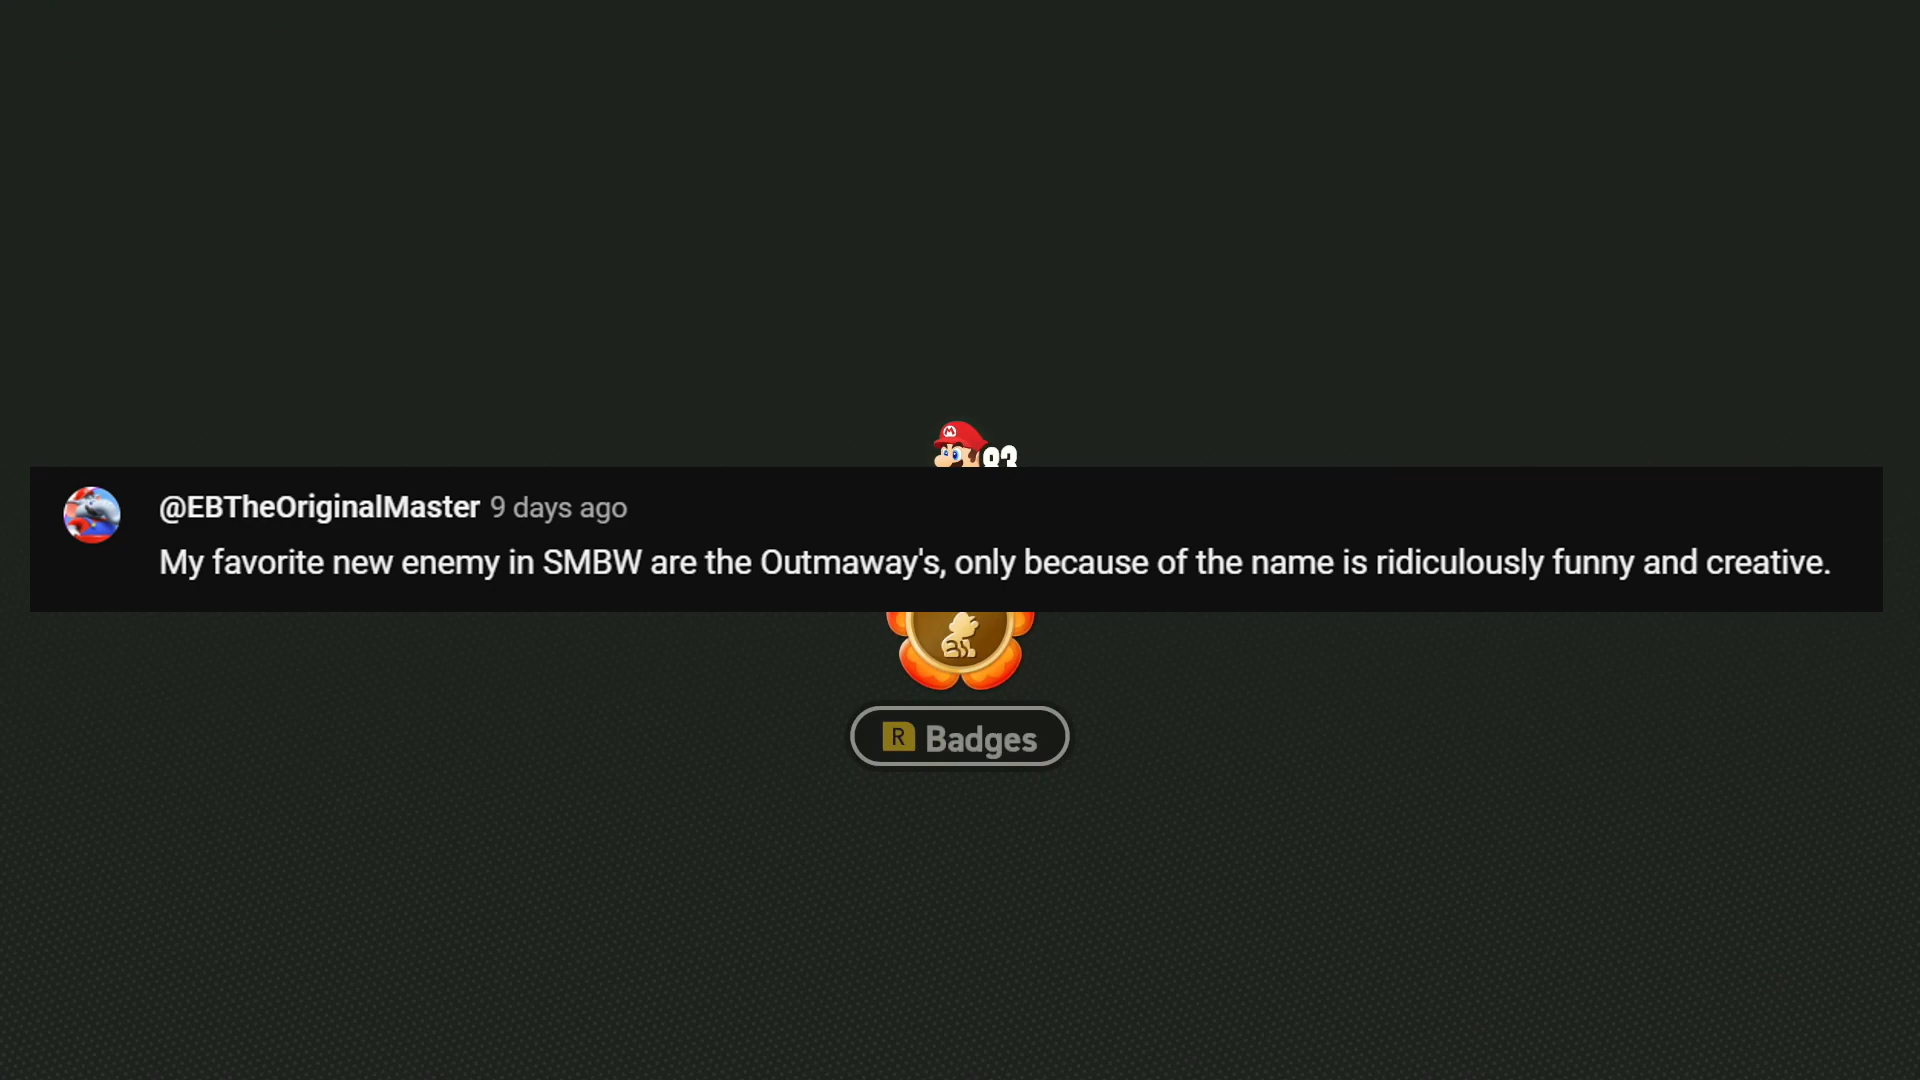 M
83
@EBTheOriginalMaster 9 days ago
My favorite new enemy in SMBW are the Outmaway's, only because of the name is ridiculously funny and creative.
R Badges